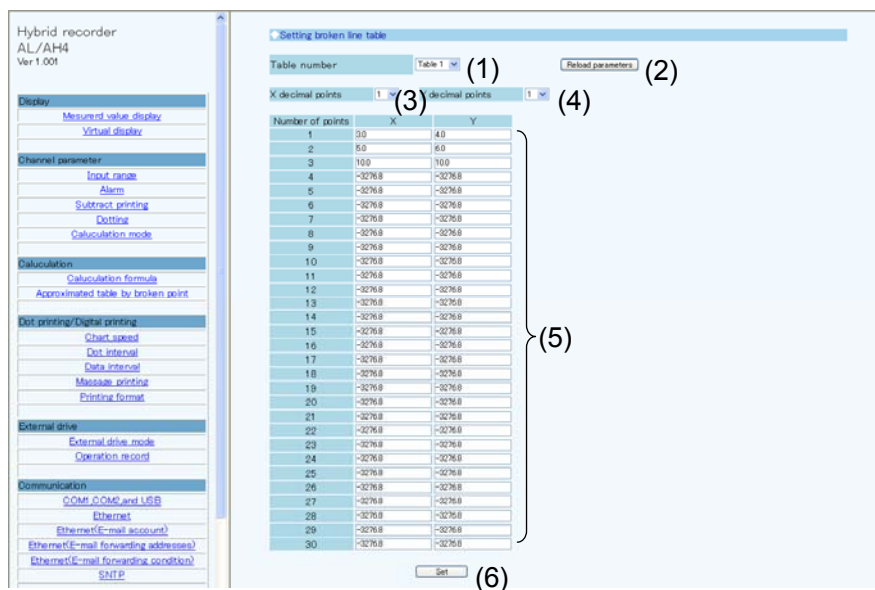 Hybrid recorder
AL/AH4
Ver 1.001
Display
Mesurerd value display
Virtual display
Channel parameter
Input range
Alarm
Subtract printing
Dotting
Caluculation mode
Caluculation
Caluculation formula
Approximated table by broken point
Dot printing/Digital printing
Chart speed
Dot interval
Data interval
Massage printing
Printing format
External drive
External drive mode
Operation record
Communication
COM1,COM2,and USB
Ethernet
Ethernet(E-mail account)
Ethernet(E-mail forwarding addresses)
Ethernet(E-mail forwarding condition)
SNTP
Setting broken line table
Table number Table 1 (1) Reload parameters (2)
X decimal points 1 (3) decimal points 1 (4)
Number of points X Y
1 3.0 4.0
2 5.0 6.0
3 10.0 10.0
4 -3276.8 -3276.8
5 -3276.8 -3276.8
6 -3276.8 -3276.8
7 -3276.8 -3276.8
8 -3276.8 -3276.8
9 -3276.8 -3276.8
10 -3276.8 -3276.8
11 -3276.8 -3276.8
12 -3276.8 -3276.8
13 -3276.8 -3276.8
14 -3276.8 -3276.8
15 -3276.8 -3276.8
(5)
16 -3276.8 -3276.8
17 -3276.8 -3276.8
18 -3276.8 -3276.8
19 -3276.8 -3276.8
20 -3276.8 -3276.8
21 -3276.8 -3276.8
22 -3276.8 -3276.8
23 -3276.8 -3276.8
24 -3276.8 -3276.8
25 -3276.8 -3276.8
26 -3276.8 -3276.8
27 -3276.8 -3276.8
28 -3276.8 -3276.8
29 -3276.8 -3276.8
30 -3276.8 -3276.8
Set (6)